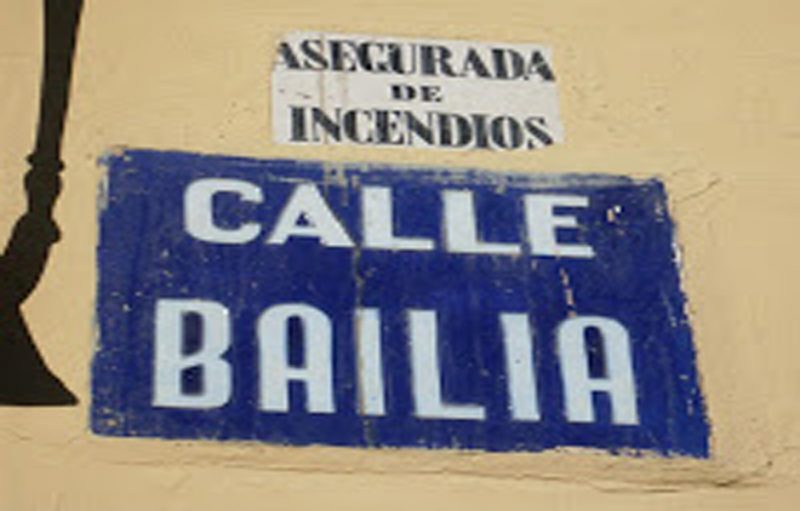 ASEGURADA
DE
INCENDIOS
CALLE
BAILIA